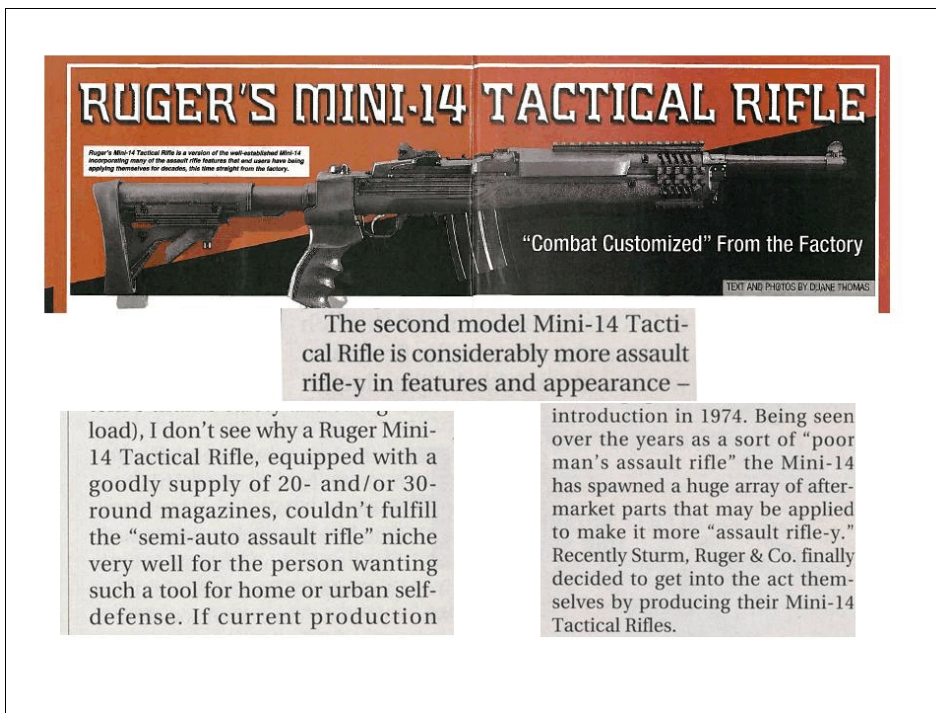 RUGER'S MINI-14 TACTICAL RIFLE
Ruger's Mini-14 Tactical Rifle is a version of the well-established Mini-14
incorporating many of the assault rifle features that end users have being
applying themselves for decades, this time straight from the factory.
"Combat Customized" From the Factory
TEXT AND PHOTOS BY DUANE THOMAS
The second model Mini-14 Tacti-
cal Rifle is considerably more assault
rifle-y in features and appearance –
load), I don't see why a Ruger Mini-
14 Tactical Rifle, equipped with a
goodly supply of 20- and/or 30-
round magazines, couldn't fulfill
the "semi-auto assault rifle" niche
very well for the person wanting
such a tool for home or urban self-
defense. If current production
introduction in 1974. Being seen
over the years as a sort of "poor
man's assault rifle" the Mini-14
has spawned a huge array of after-
market parts that may be applied
to make it more "assault rifle-y."
Recently Sturm, Ruger & Co. finally
decided to get into the act them-
selves by producing their Mini-14
Tactical Rifles.